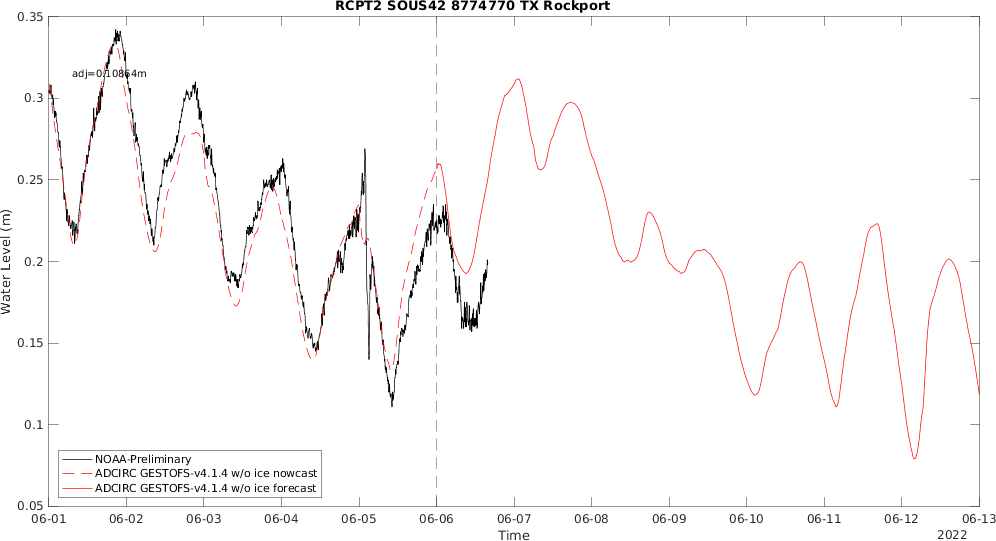 RCPT2 SOUS42 8774770 TX Rockport
0.35
0.3
0.25
0.2
0.15
0.1
0.05
Water Level (m)
adj=0.10864m
NOAA-Preliminary
ADCIRC GESTOFS-v4.1.4 w/o ice nowcast
ADCIRC GESTOFS-v4.1.4 w/o ice forecast
06-01 06-02 06-03 06-04 06-05 06-06 06-07 06-08 06-09 06-10 06-11 06-12 06-13
Time
2022